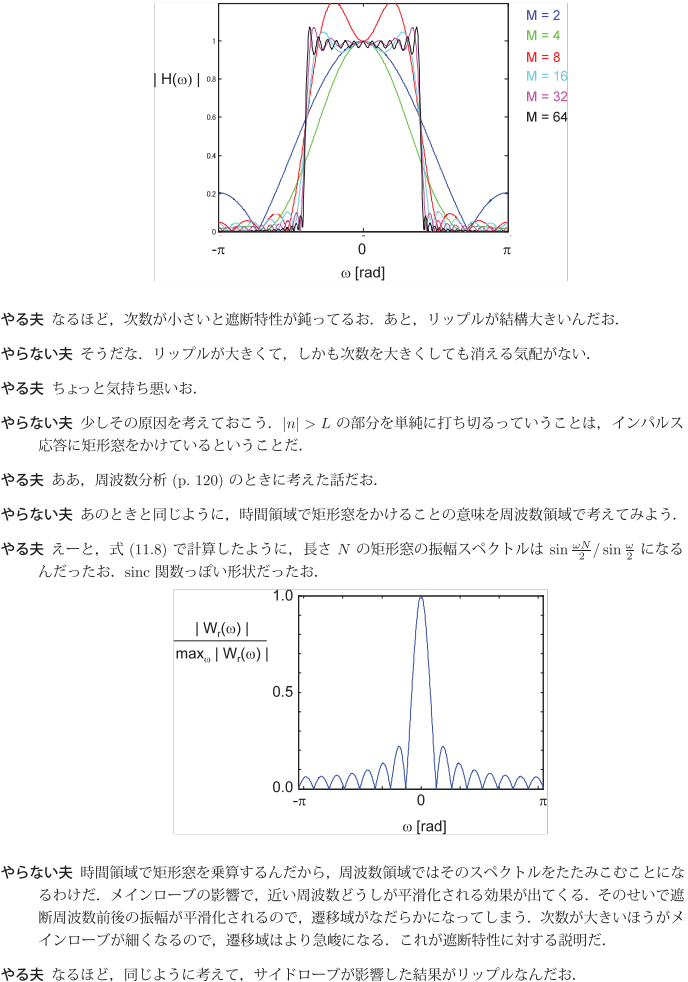 M = 2
M = 4
M = 8
M = 16
M = 32
M = 64
1
0.8
| H(ω) |
0.6
0.4
0.2
0
-π 0 π
ω [rad]
やる夫 なるほど，次数が小さいと遮断特性が鈍ってるお．あと，リップルが結構大きいんだお．
やらない夫 そうだな．リップルが大きくて，しかも次数を大きくしても消える気配がない．
やる夫 ちょっと気持ち悪いお．
やらない夫 少しその原因を考えておこう．|n| > L の部分を単純に打ち切るっていうことは，インパルス
応答に矩形窓をかけているということだ．
やる夫 ああ，周波数分析 (p. 120) のときに考えた話だお．
やらない夫 あのときと同じように，時間領域で矩形窓をかけることの意味を周波数領域で考えてみよう．
やる夫 えーと，式 (11.8) で計算したように，長さ N の矩形窓の振幅スペクトルは sin ωN/2 / sin ω/2 になる
んだったお．sinc 関数っぽい形状だったお．
1.0
| Wr(ω) |
maxω | Wr(ω) |
0.5
0.0
-π 0 π
ω [rad]
やらない夫 時間領域で矩形窓を乗算するんだから，周波数領域ではそのスペクトルをたたみこむことにな
るわけだ．メインローブの影響で，近い周波数どうしが平滑化される効果が出てくる．そのせいで遮
断周波数前後の振幅が平滑化されるので，遷移域がなだらかになってしまう．次数が大きいほうがメ
インローブが細くなるので，遷移域はより急峻になる．これが遮断特性に対する説明だ．
やる夫 なるほど，同じように考えて，サイドローブが影響した結果がリップルなんだお．